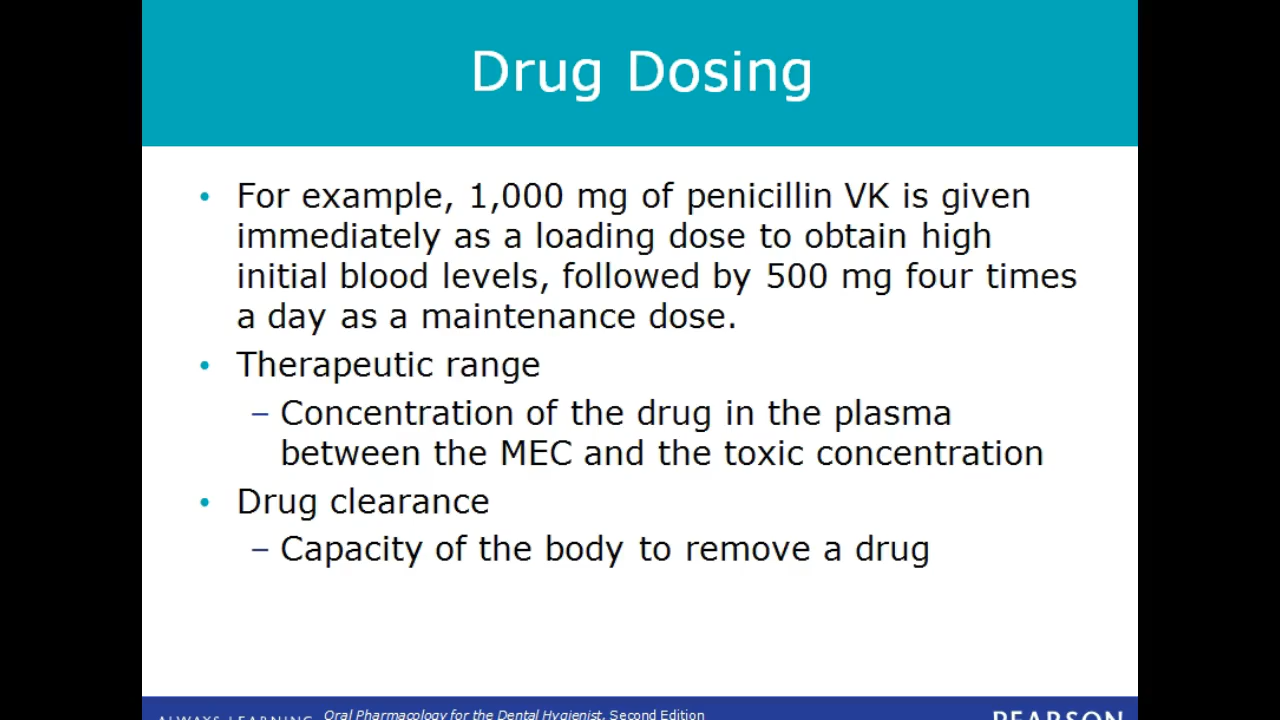 Drug Dosing
• For example, 1,000 mg of penicillin VK is given
immediately as a loading dose to obtain high
initial blood levels, followed by 500 mg four times
a day as a maintenance dose.
• Therapeutic range
– Concentration of the drug in the plasma
between the MEC and the toxic concentration
• Drug clearance
– Capacity of the body to remove a drug
ALWAYS LEARNING Oral Pharmacology for the Dental Hygienist, Second Edition PEARSON